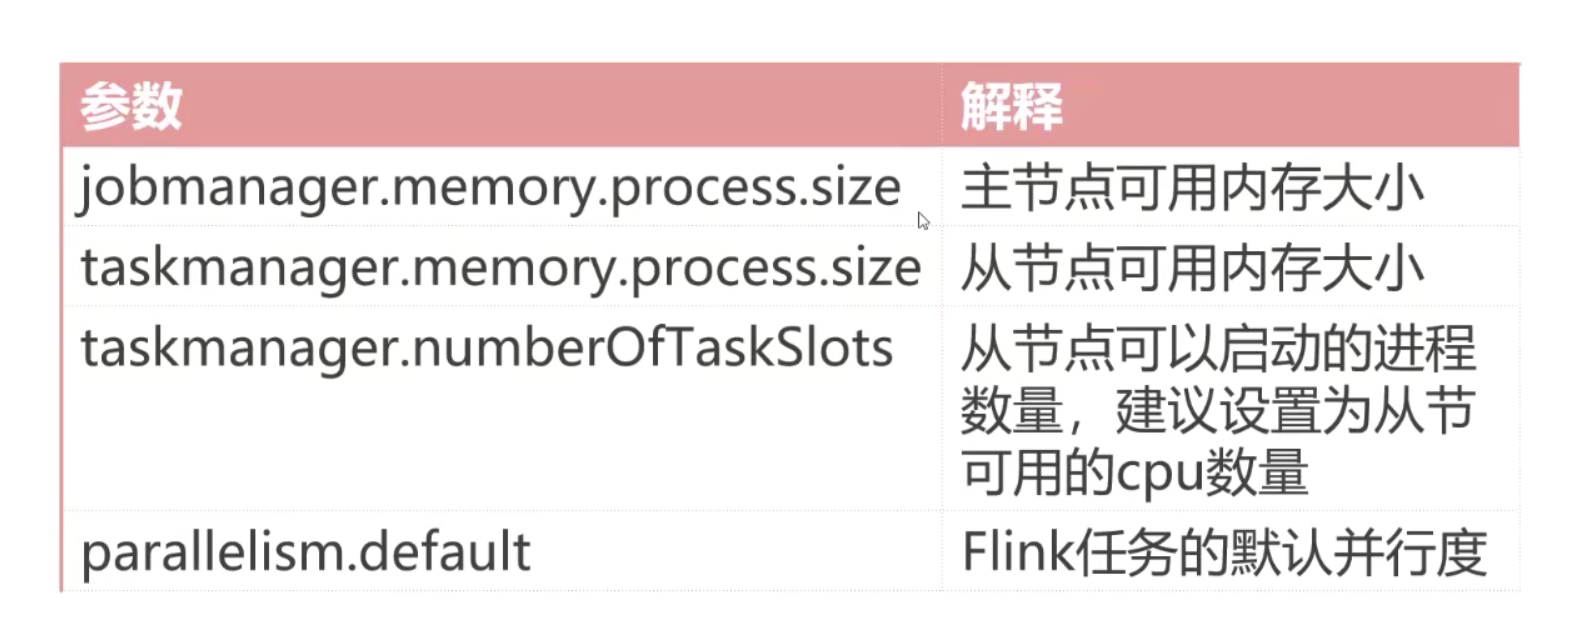 参数 解释
jobmanager.memory.process.size 主节点可用内存大小
taskmanager.memory.process.size 从节点可用内存大小
taskmanager.numberOfTaskSlots 从节点可以启动的进程
数量，建议设置为从节
可用的cpu数量
parallelism.default Flink任务的默认并行度